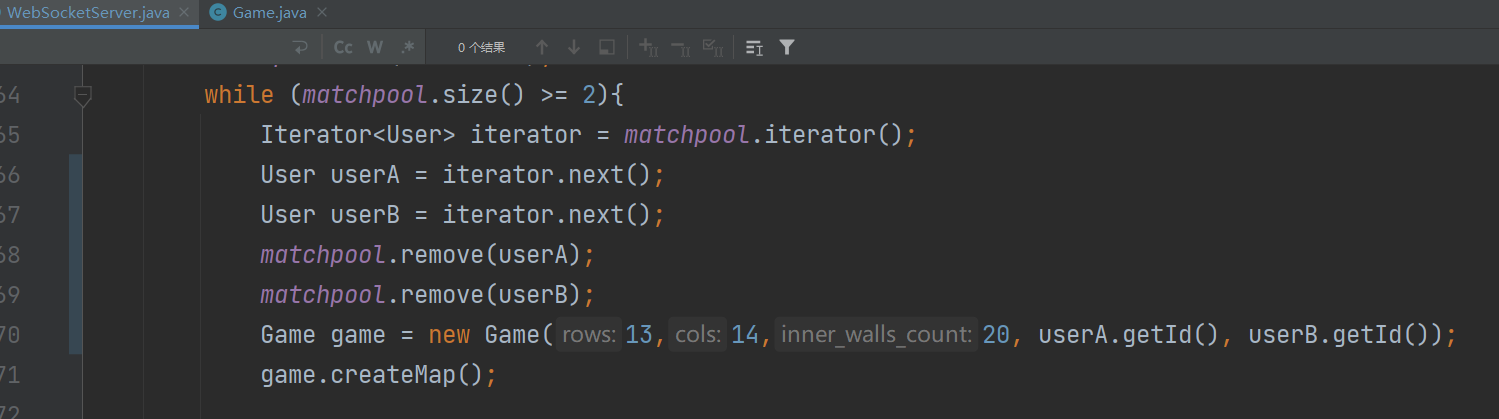 WebSocketServer.java × Game.java ×
Cc W .* 0 个结果
64 while (matchpool.size() >= 2){
65 Iterator<User> iterator = matchpool.iterator();
66 User userA = iterator.next();
67 User userB = iterator.next();
68 matchpool.remove(userA);
69 matchpool.remove(userB);
70 Game game = new Game( rows: 13, cols: 14, inner_walls_count: 20, userA.getId(), userB.getId());
71 game.createMap();
72